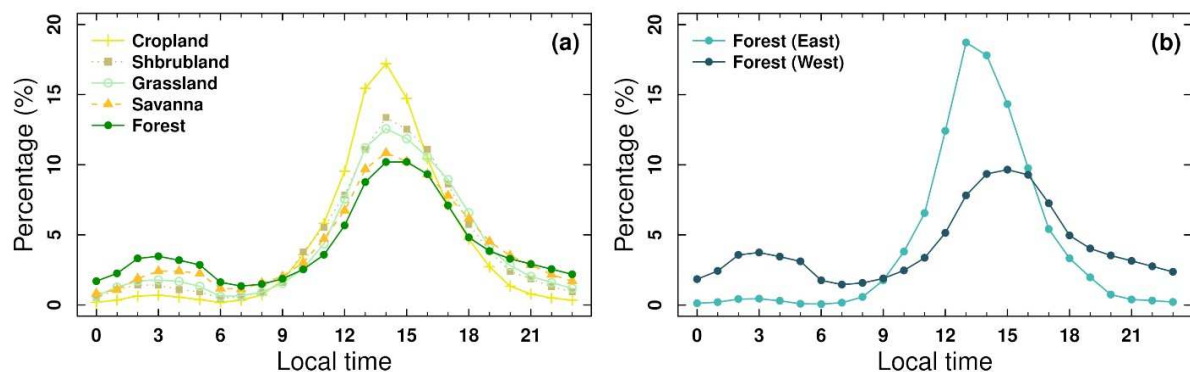 (a)
Cropland
Shbrubland
Grassland
Savanna
Forest
Percentage (%)
20
15
10
5
0
0 3 6 9 12 15 18 21
Local time
(b)
Forest (East)
Forest (West)
Percentage (%)
20
15
10
5
0
0 3 6 9 12 15 18 21
Local time